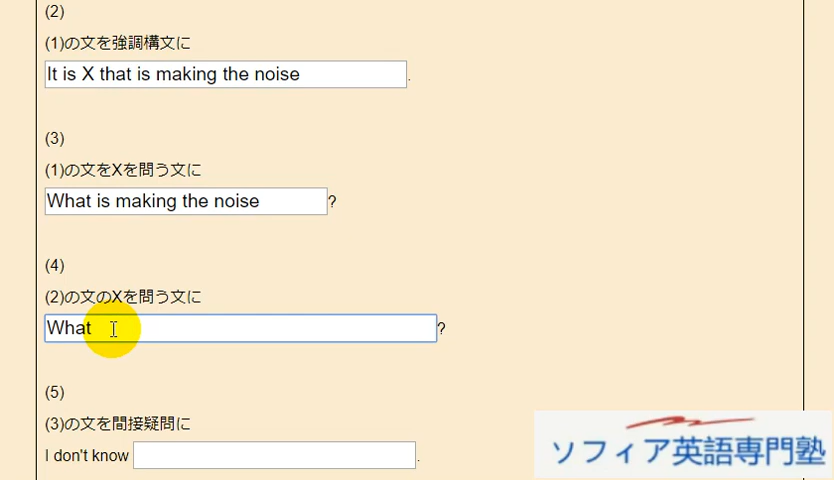 (2)
(1)の文を強調構文に
It is X that is making the noise
.
(3)
(1)の文をXを問う文に
What is making the noise ?
(4)
(2)の文のXを問う文に
What ?
(5)
(3)の文を間接疑問に
I don't know .
ソフィア英語専門塾